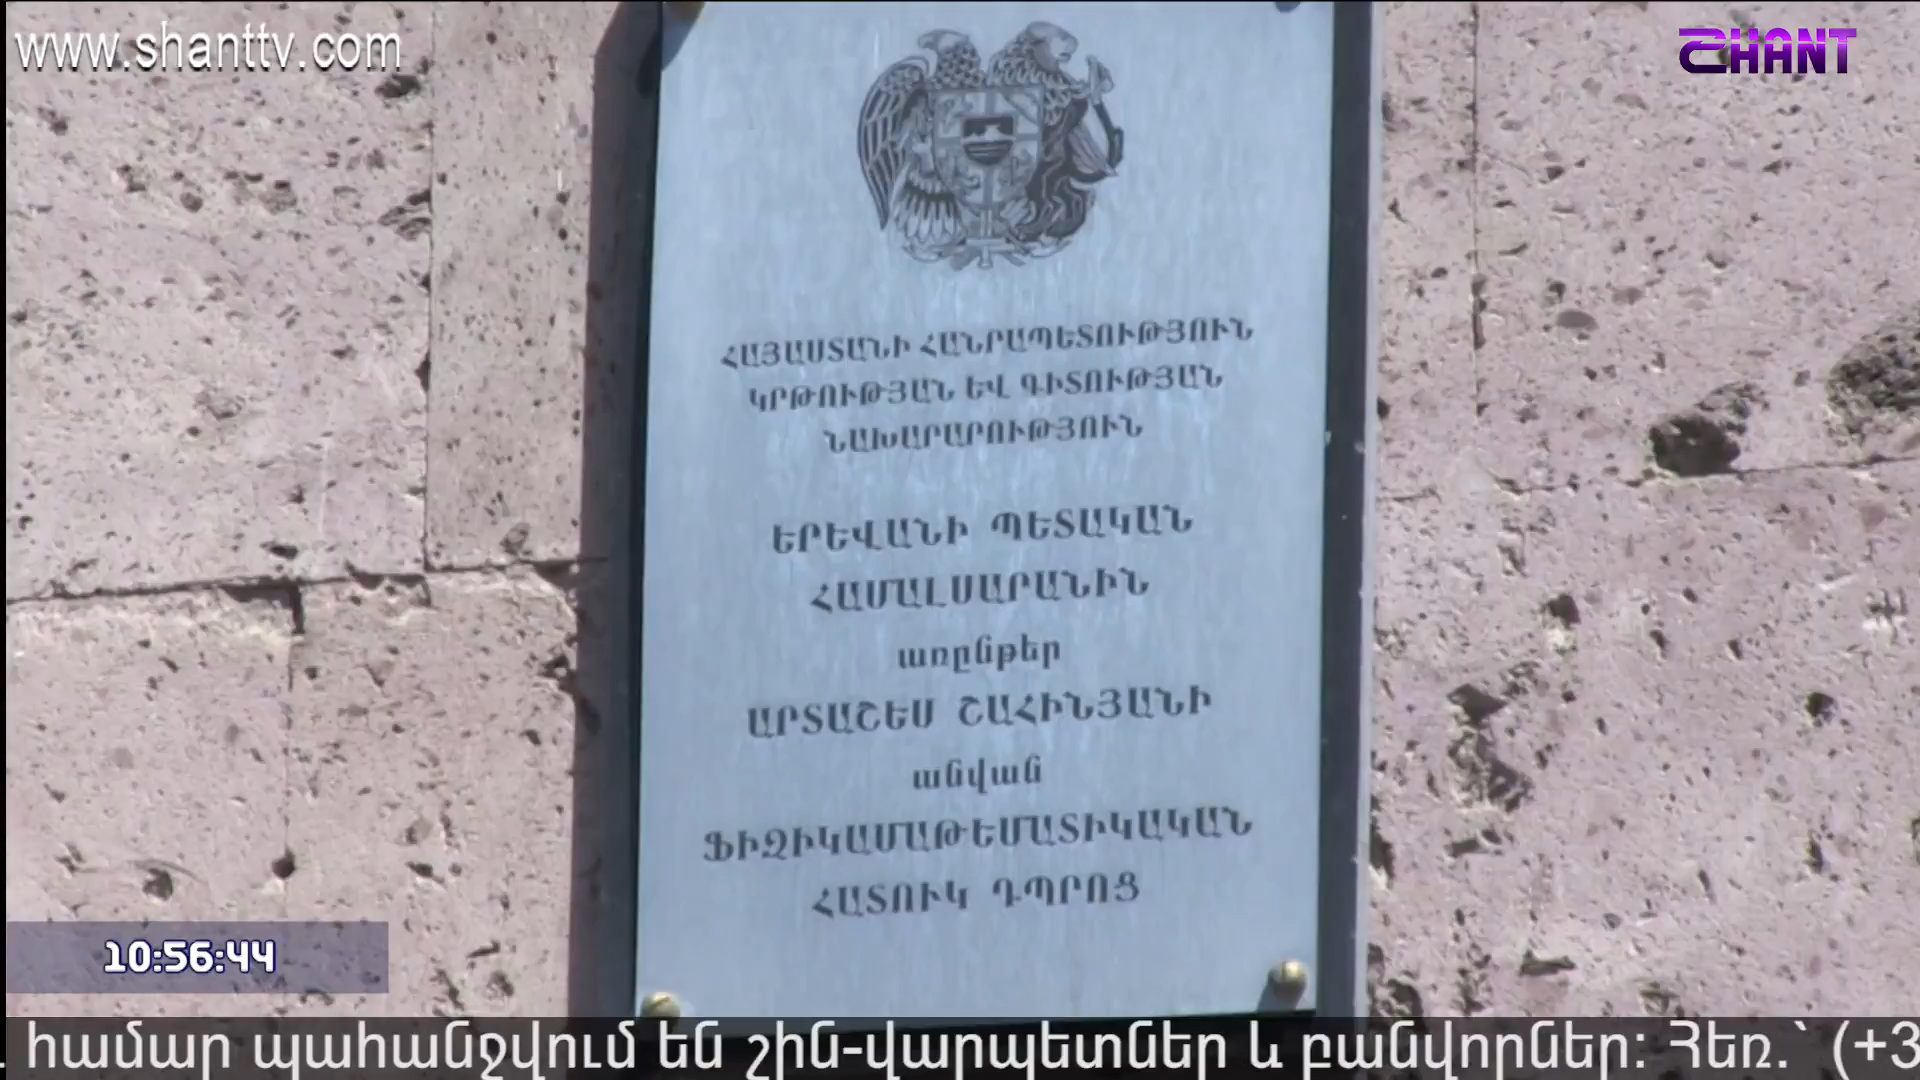 www.shanttv.com
SHANT
ՀԱՅԱՍՏԱՆԻ ՀԱՆՐԱՊԵՏՈՒԹՅՈՒՆ
ԿՐԹՈՒԹՅԱՆ ԵՎ ԳԻՏՈՒԹՅԱՆ
ՆԱԽԱՐԱՐՈՒԹՅՈՒՆ
ԵՐԵՎԱՆԻ ՊԵՏԱԿԱՆ
ՀԱՄԱԼՍԱՐԱՆԻՆ
առընթեր
ԱՐՏԱՇԵՍ ՇԱՀԻՆՅԱՆԻ
անվան
ՖԻԶԻԿԱՄԱԹԵՄԱՏԻԿԱԿԱՆ
ՀԱՏՈՒԿ ԴՊՐՈՑ
10:56:44
. համար պահանջվում են շին-վարպետներ և բանվորներ: Հեռ.՝ (+3